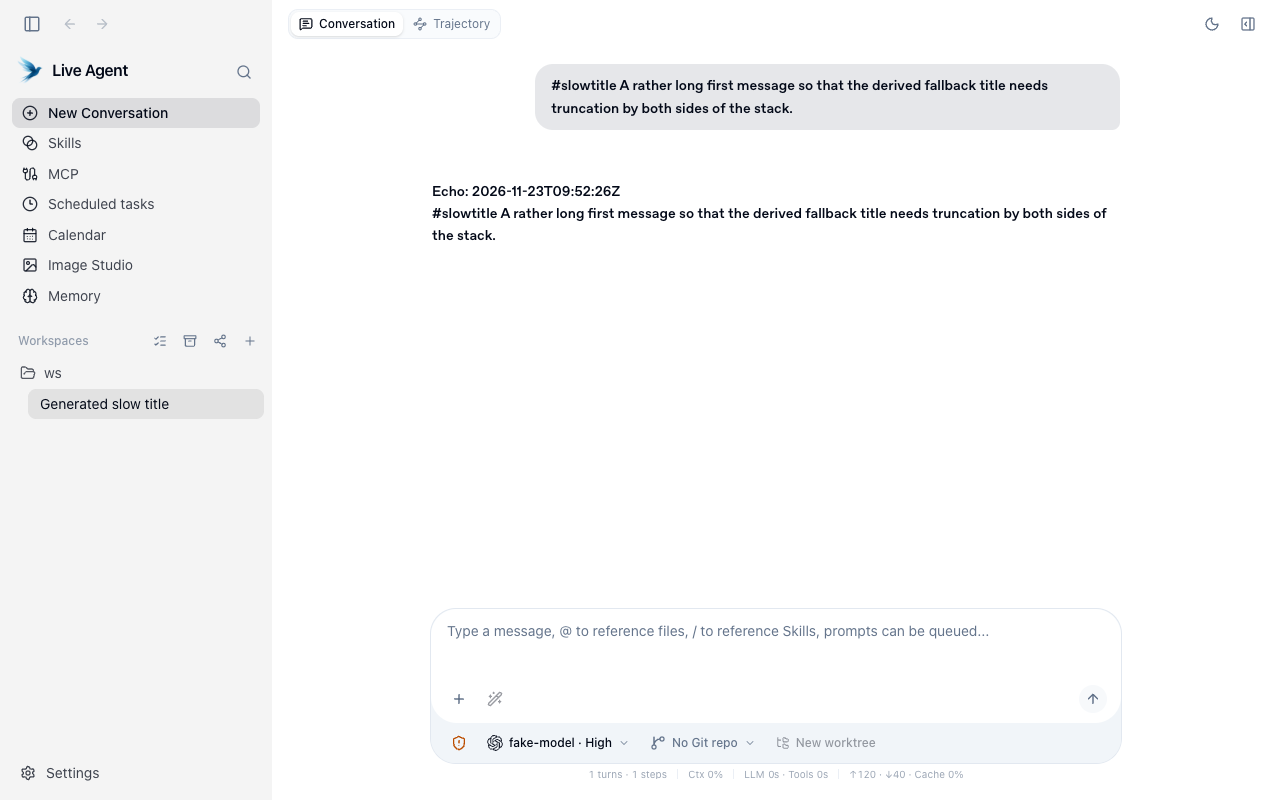 Conversation
Trajectory
Live Agent
New Conversation
Skills
MCP
Scheduled tasks
Calendar
Image Studio
Memory
Workspaces
ws
Generated slow title
Settings
#slowtitle A rather long first message so that the derived fallback title needs
truncation by both sides of the stack.
Echo: 2026-11-23T09:52:26Z
#slowtitle A rather long first message so that the derived fallback title needs truncation by both sides of
the stack.
Type a message, @ to reference files, / to reference Skills, prompts can be queued...
fake-model · High
No Git repo
New worktree
1 turns · 1 steps
Ctx 0%
LLM 0s · Tools 0s
↑120 · ↓40 · Cache 0%